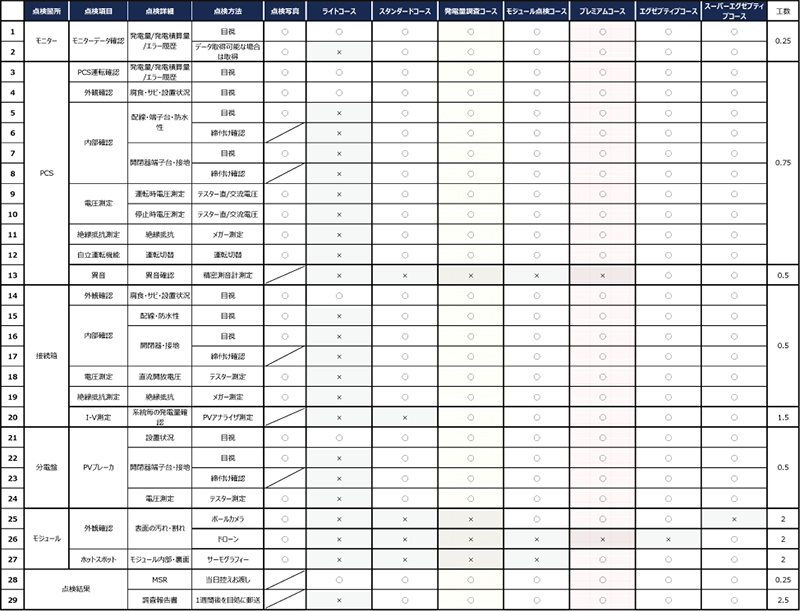 点検箇所 点検項目 点検詳細 点検方法 点検写真 ライトコース スタンダードコース 発電量調査コース モジュール点検コース プレミアムコース エグゼプティブコース スーパーエグゼプティブコース 工数
1 モニター モニターデータ確認 発電量/発電積算量/エラー履歴 目視 ○ ○ ○ ○ ○ ○ ○ ○ 0.25
2 データ取得可能な場合は取得 ○ × ○ ○ ○ ○ ○ ○
3 PCS PCS運転確認 発電量/発電積算量/エラー履歴 目視 ○ ○ ○ ○ ○ ○ ○ ○ 0.75
4 外観確認 腐食・サビ・設置状況 目視 ○ ○ ○ ○ ○ ○ ○ ○
5 内部確認 配線・端子台・防水性 目視 ○ × ○ ○ ○ ○ ○ ○
6 締付け確認 × ○ ○ ○ ○ ○ ○
7 開閉器端子台・接地 目視 ○ × ○ ○ ○ ○ ○ ○
8 締付け確認 × ○ ○ ○ ○ ○ ○
9 電圧測定 運転時電圧測定 テスター直/交流電圧 ○ × ○ ○ ○ ○ ○ ○
10 停止時電圧測定 テスター直/交流電圧 ○ × ○ ○ ○ ○ ○ ○
11 絶縁抵抗測定 絶縁抵抗 メガー測定 ○ × ○ ○ ○ ○ ○ ○
12 自立運転機能 運転切替 運転切替 ○ × ○ ○ ○ ○ ○ ○
13 異音 異音確認 精密測音計測定 × × × × × ○ ○ 0.5
14 接続箱 外観確認 腐食・サビ・設置状況 目視 ○ ○ ○ ○ ○ ○ ○ ○ 0.5
15 内部確認 配線・防水性 目視 ○ × ○ ○ ○ ○ ○ ○
16 開閉器・接地 目視 ○ × ○ ○ ○ ○ ○ ○
17 締付け確認 × ○ ○ ○ ○ ○ ○
18 電圧測定 直流開放電圧 テスター測定 ○ × ○ ○ ○ ○ ○ ○
19 絶縁抵抗測定 絶縁抵抗 メガー測定 ○ × ○ ○ ○ ○ ○ ○
20 I-V測定 系統毎の発電量確認 PVアナライザ測定 × × ○ ○ ○ ○ ○ 1.5
21 分電盤 PVブレーカ 設置状況 目視 ○ ○ ○ ○ ○ ○ ○ ○ 0.5
22 開閉器端子台・接地 目視 ○ × ○ ○ ○ ○ ○ ○
23 締付け確認 × ○ ○ ○ ○ ○ ○
24 電圧測定 テスター測定 ○ × ○ ○ ○ ○ ○ ○
25 モジュール 外観確認 表面の汚れ・割れ ポールカメラ ○ × × × ○ ○ ○ × 2
26 ドローン ○ × × × × × × ○ 2
27 ホットスポット モジュール内部・裏面 サーモグラフィー ○ × × × × ○ ○ ○ 2
28 点検結果 MSR 当日控えお渡し ○ ○ ○ ○ ○ ○ ○ 0.25
29 調査報告書 1週間後を目処に郵送 × ○ ○ ○ ○ ○ ○ 2.5